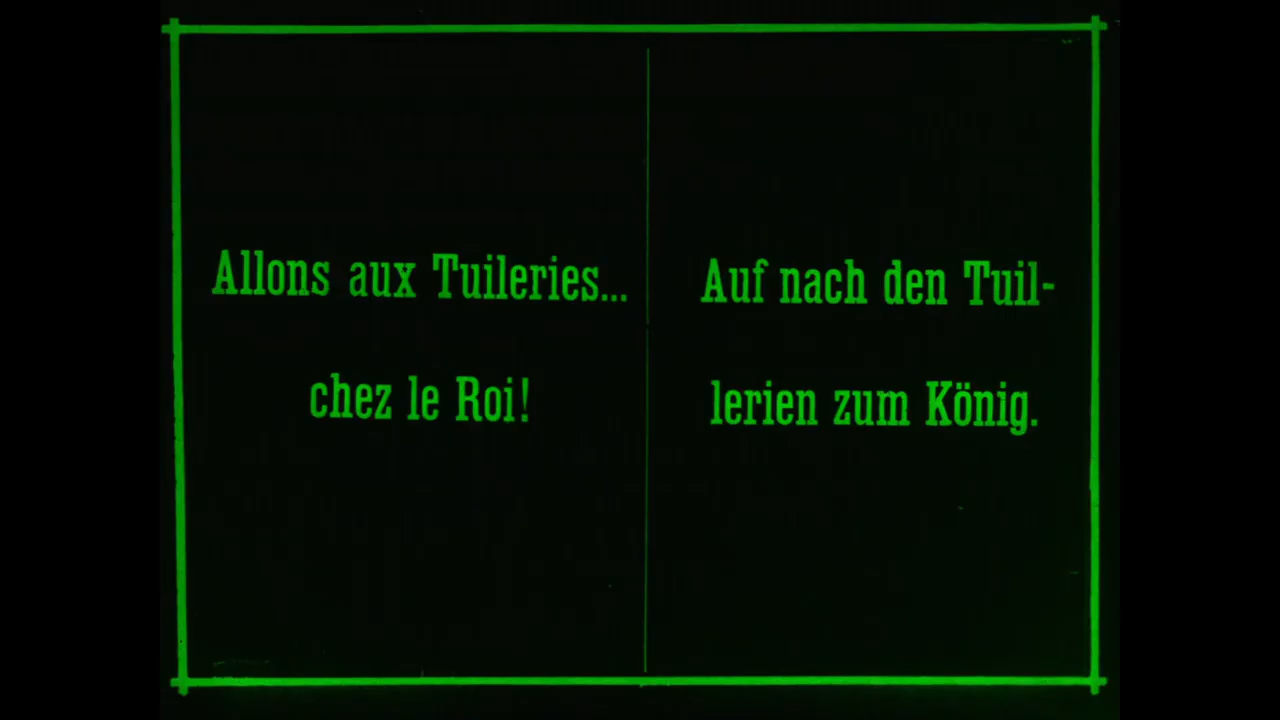 Allons aux Tuileries...
chez le Roi!
Auf nach den Tuil-
lerien zum König.